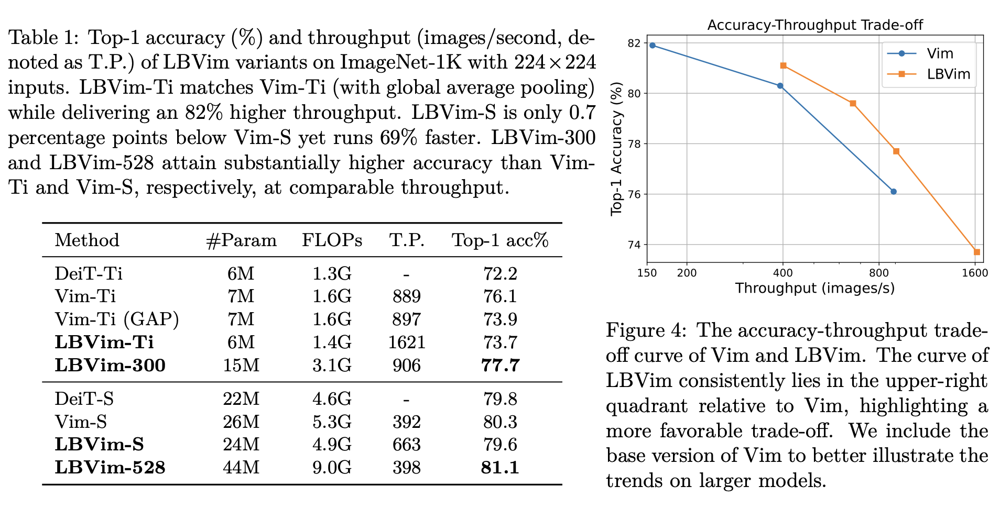 Table 1: Top-1 accuracy (%) and throughput (images/second, de-
noted as T.P.) of LBVim variants on ImageNet-1K with 224×224
inputs. LBVim-Ti matches Vim-Ti (with global average pooling)
while delivering an 82% higher throughput. LBVim-S is only 0.7
percentage points below Vim-S yet runs 69% faster. LBVim-300
and LBVim-528 attain substantially higher accuracy than Vim-
Ti and Vim-S, respectively, at comparable throughput.
Method #Param FLOPs T.P. Top-1 acc%
DeiT-Ti 6M 1.3G - 72.2
Vim-Ti 7M 1.6G 889 76.1
Vim-Ti (GAP) 7M 1.6G 897 73.9
LBVim-Ti 6M 1.4G 1621 73.7
LBVim-300 15M 3.1G 906 77.7
DeiT-S 22M 4.6G - 79.8
Vim-S 26M 5.3G 392 80.3
LBVim-S 24M 4.9G 663 79.6
LBVim-528 44M 9.0G 398 81.1
Accuracy-Throughput Trade-off
Vim
LBVim
Top-1 Accuracy (%)
82
80
78
76
74
150 200 400 800 1600
Throughput (images/s)
Figure 4: The accuracy-throughput trade-
off curve of Vim and LBVim. The curve of
LBVim consistently lies in the upper-right
quadrant relative to Vim, highlighting a
more favorable trade-off. We include the
base version of Vim to better illustrate the
trends on larger models.